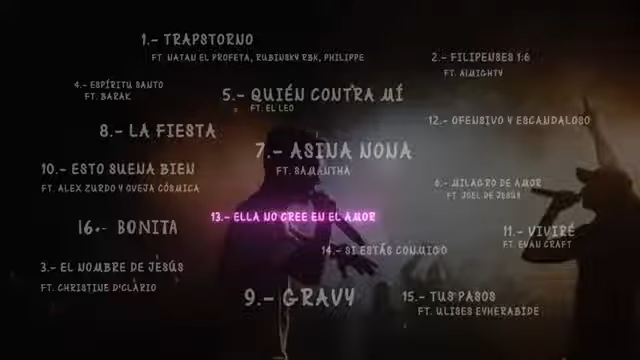 1.- TRAPSTORNO
FT. NATAN EL PROFETA, RUBINSKY RBK, PHILIPPE
2.- FILIPENSES 1:6
FT. ALMIGHTY
4.- ESPÍRITU SANTO
FT. BARAK
5.- QUIÉN CONTRA MÍ
FT. EL LEO
12.- OFENSIVO Y ESCANDALOSO
8.- LA FIESTA
7.- ASINA NONA
FT. SAMANTHA
10.- ESTO SUENA BIEN
FT. ALEX ZURDO Y OVEJA CÓSMICA
6.- MILAGRO DE AMOR
FT. JOEL DE JESÚS
13.- ELLA NO CREE EN EL AMOR
16.- BONITA
11.- VIVIRÉ
FT. EVAN CRAFT
14.- SI ESTÁS CONMIGO
3.- EL NOMBRE DE JESÚS
FT. CHRISTINE D'CLARIO
9.- GRAVY
15.- TUS PASOS
FT. ULISES EYHERABIDE